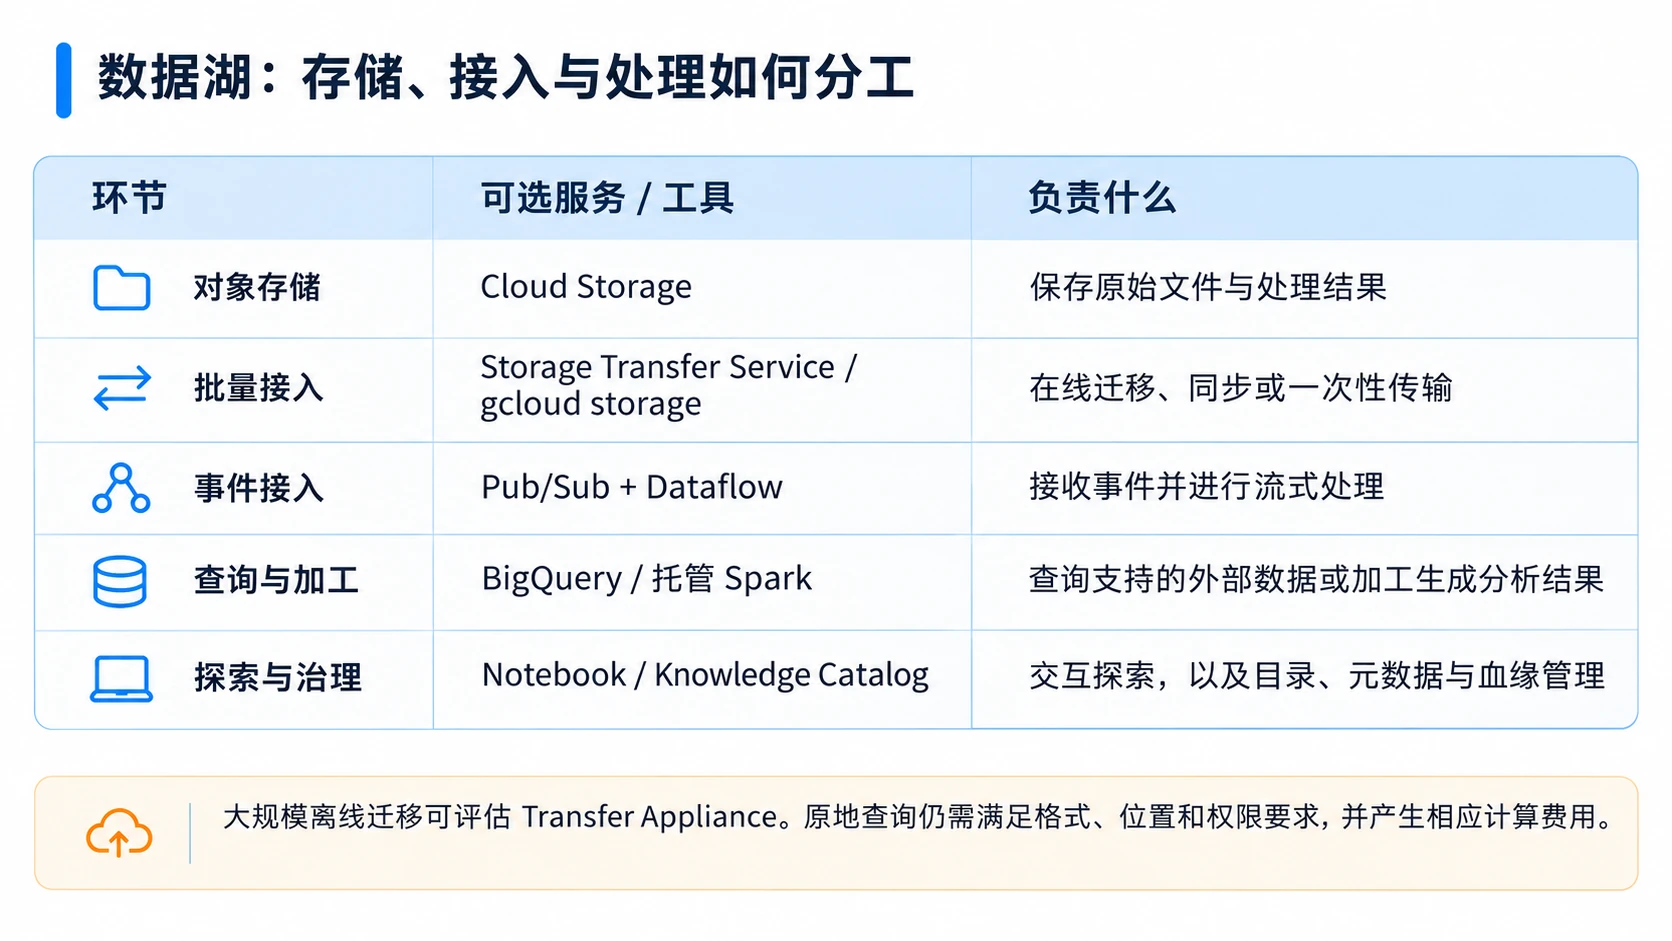 数据湖：存储、接入与处理如何分工
环节
可选服务 / 工具
负责什么
对象存储
Cloud Storage
保存原始文件与处理结果
批量接入
Storage Transfer Service /
gcloud storage
在线迁移、同步或一次性传输
事件接入
Pub/Sub + Dataflow
接收事件并进行流式处理
查询与加工
BigQuery / 托管 Spark
查询支持的外部数据或加工生成分析结果
探索与治理
Notebook / Knowledge Catalog
交互探索，以及目录、元数据与血缘管理
大规模离线迁移可评估 Transfer Appliance。原地查询仍需满足格式、位置和权限要求，并产生相应计算费用。